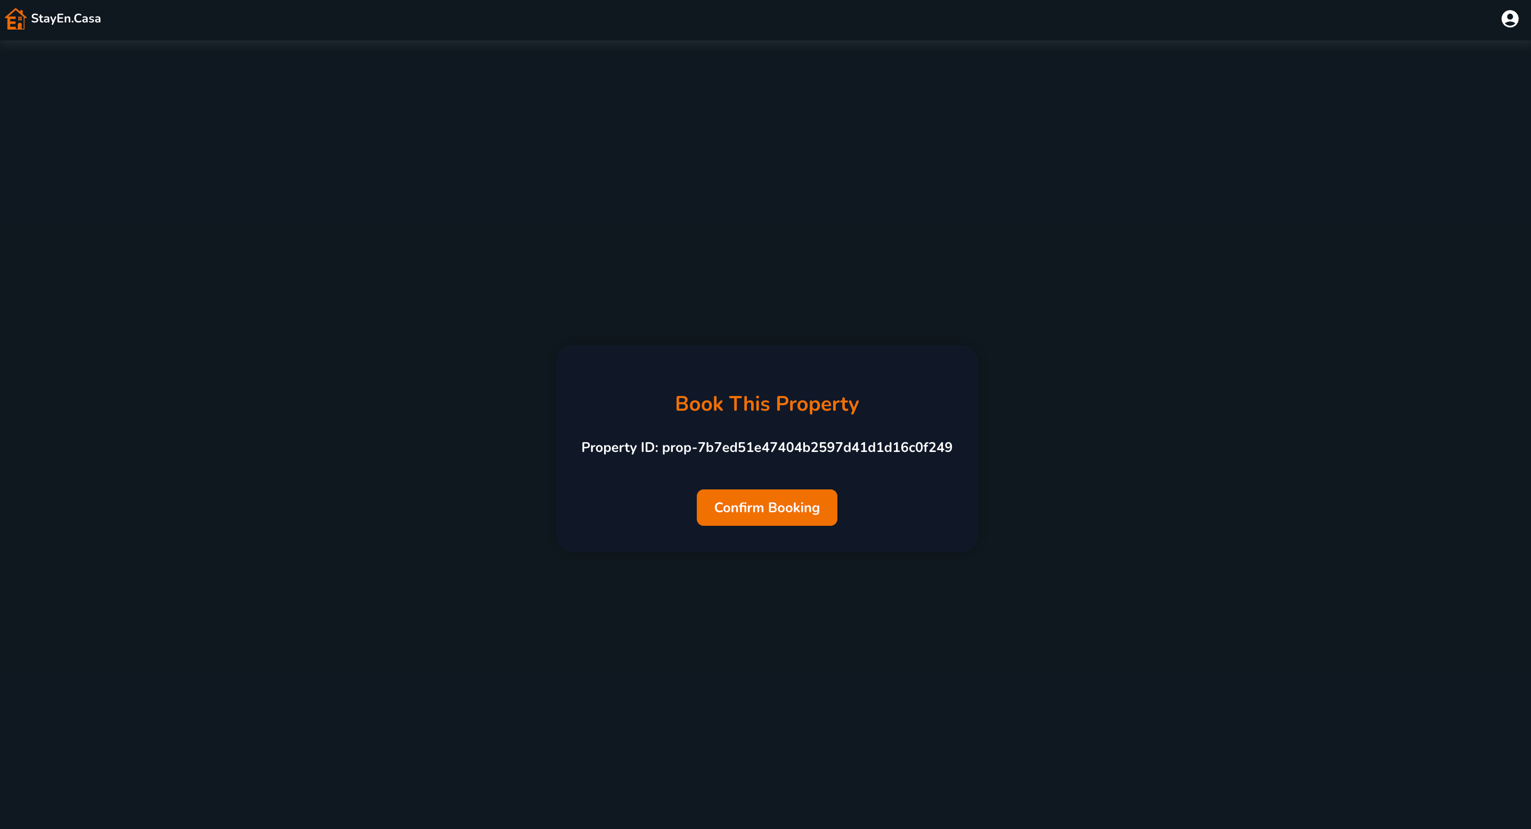 StayEn.Casa
Book This Property
Property ID: prop-7b7ed51e47404b2597d41d1d16c0f249
Confirm Booking